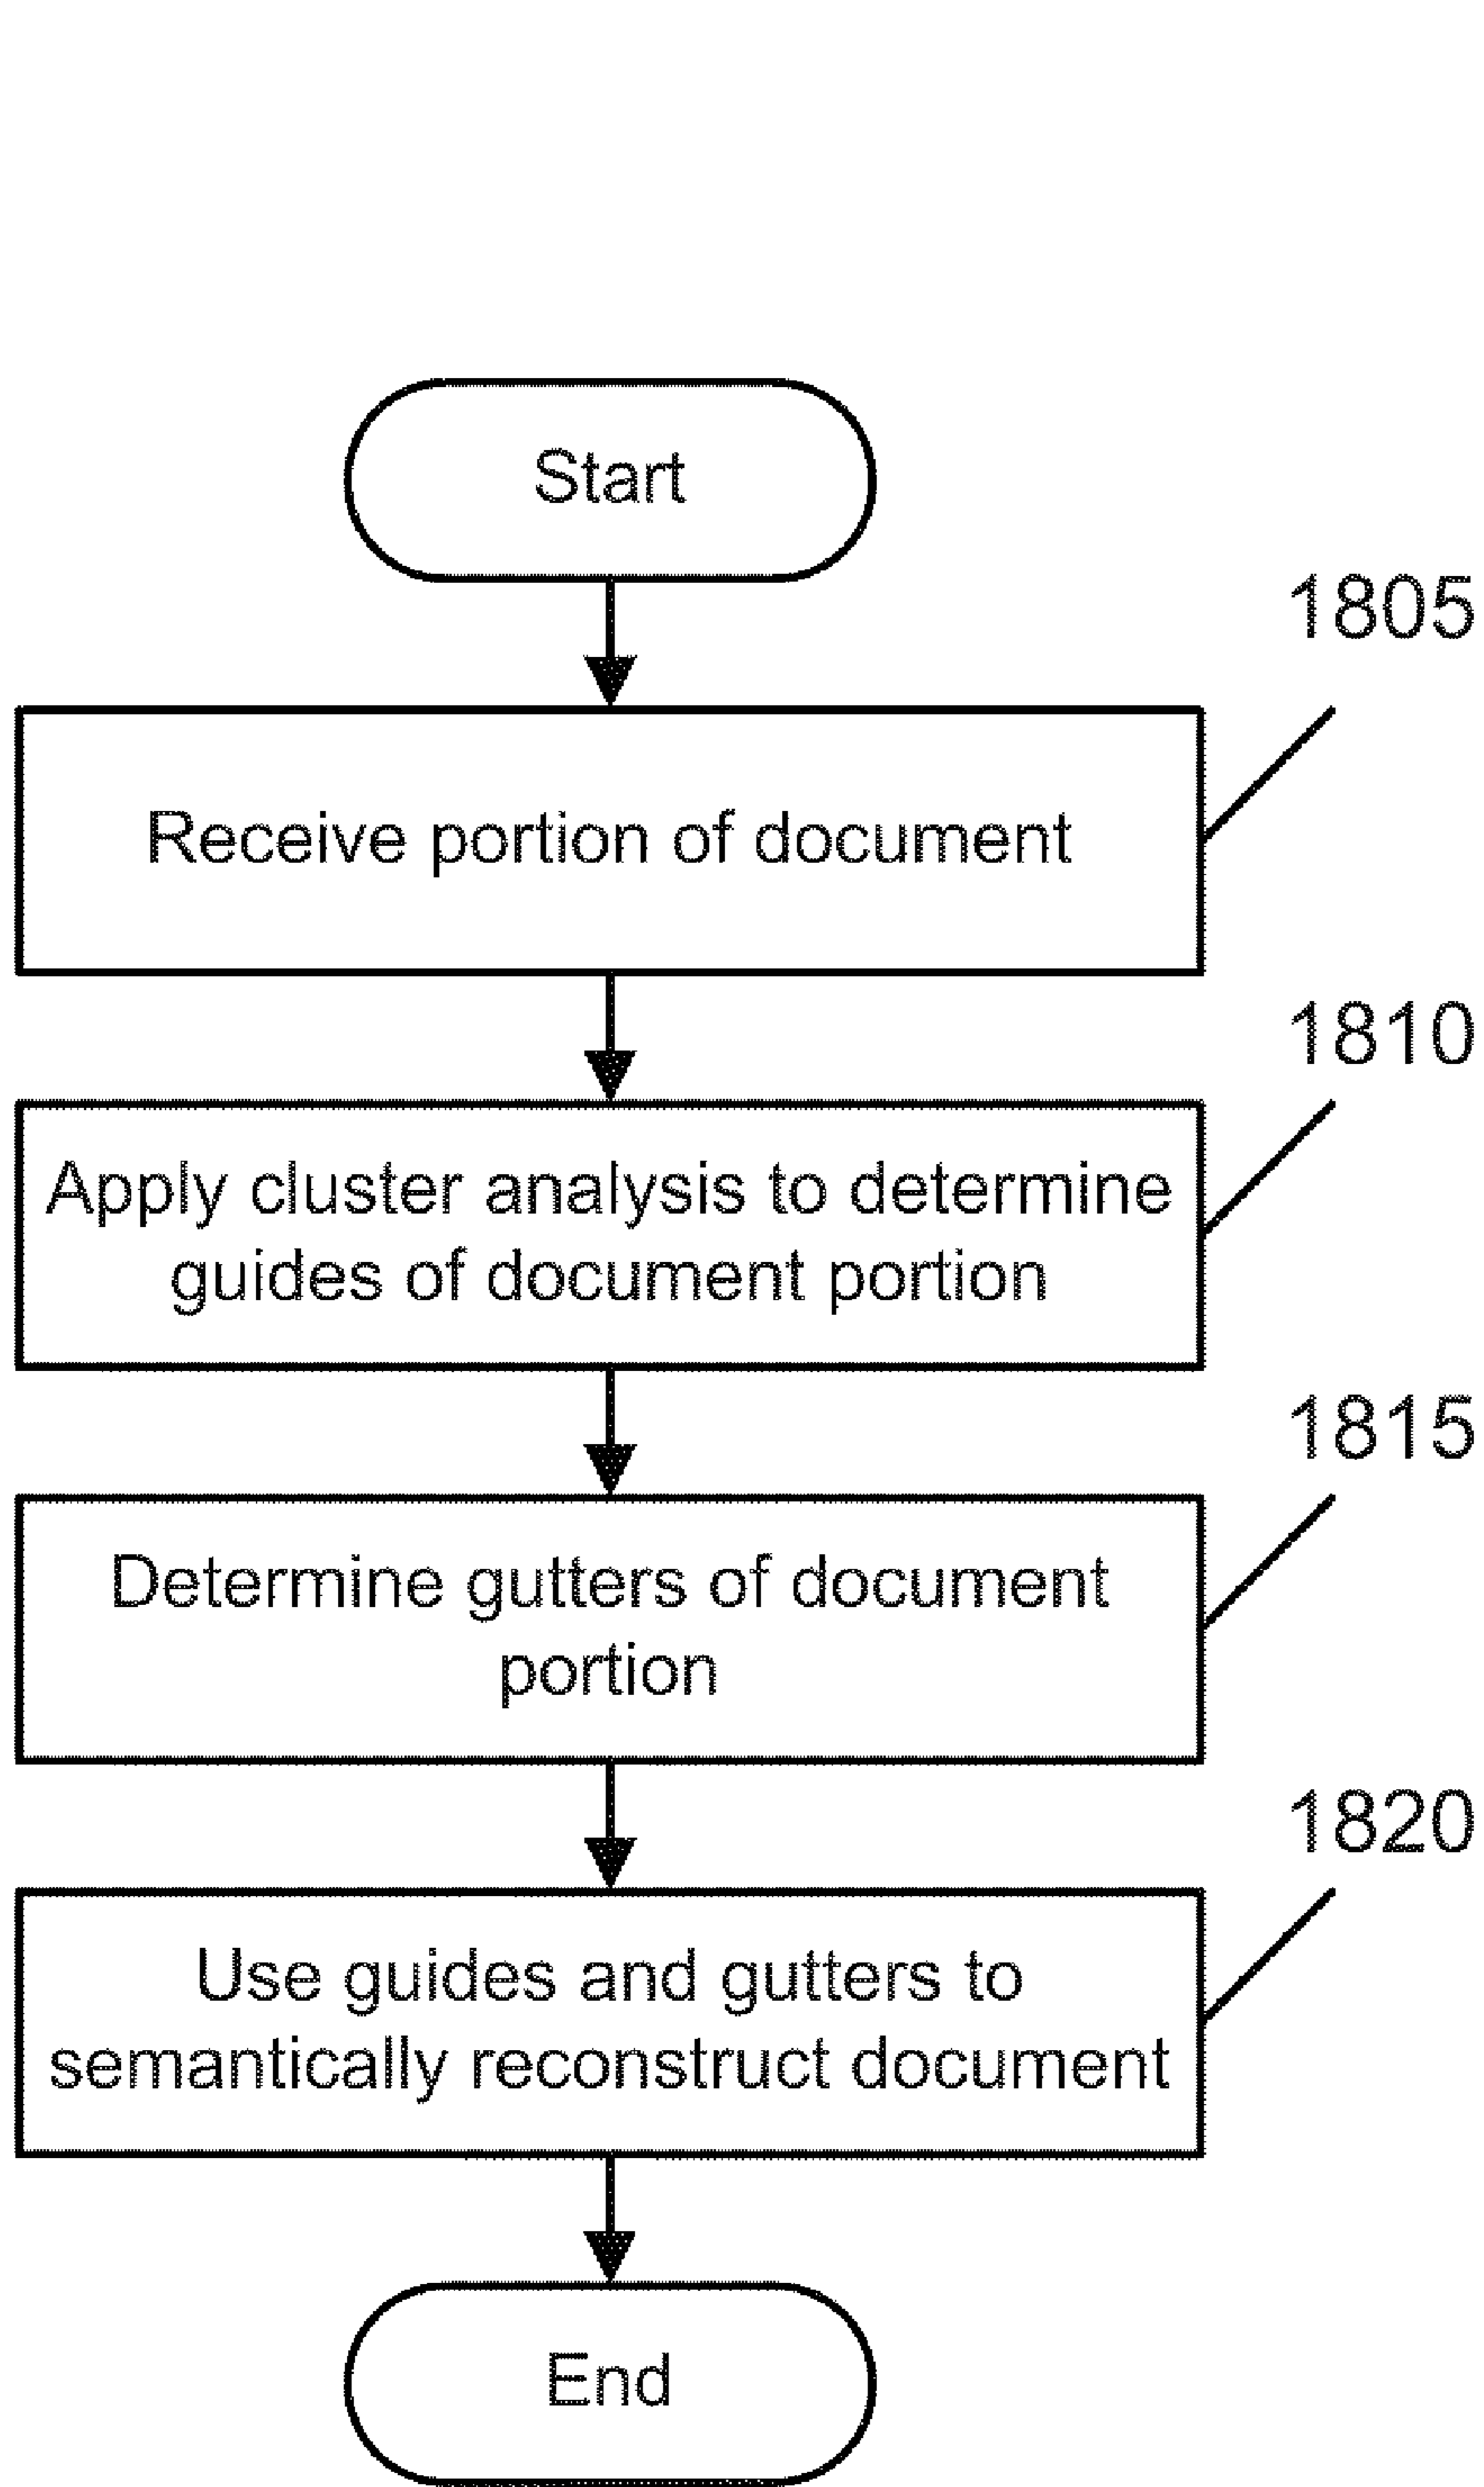 Start
1805
Receive portion of document
1810
Apply cluster analysis to determine
guides of document portion
1815
Determine gutters of document
portion
1820
Use guides and gutters to
semantically reconstruct document
End